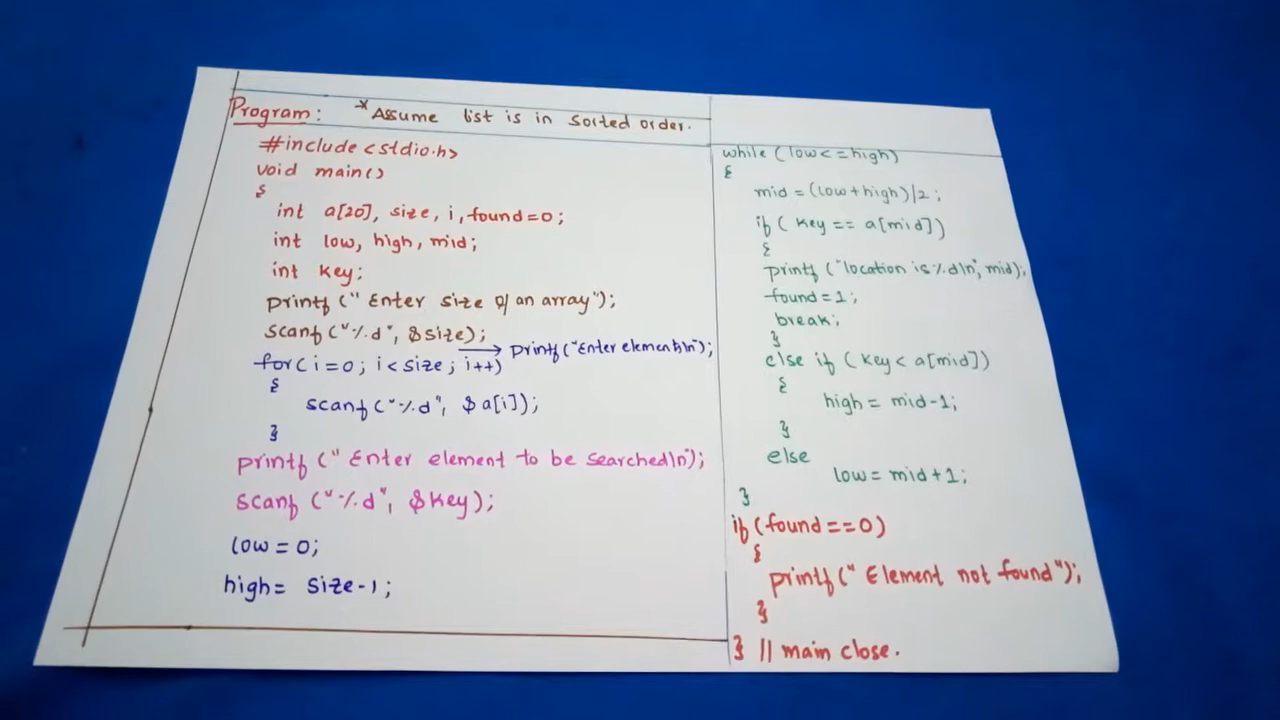 Program: *Assume list is in sorted order.
#include <stdio.h>
void main()
{
int a[20], size, i, found=0;
int low, high, mid;
int key;
printf (" Enter size of an array");
scanf ("%d", &size);
→ printf ("Enter elements\n");
for( i=0; i<size; i++)
{
scanf ("%d", & a[i]);
}
printf (" Enter element to be searched\n");
scanf ("%d", &key);
low = 0;
high = size-1;
while (low<=high)
{
mid = (low+high)/2;
if ( key == a[mid])
{
printf ("location is %d\n", mid);
found=1;
break;
}
else if ( key< a[mid])
{
high = mid-1;
}
else
low = mid+1;
}
if (found==0)
{
printf (" Element not found");
}
} // main close.